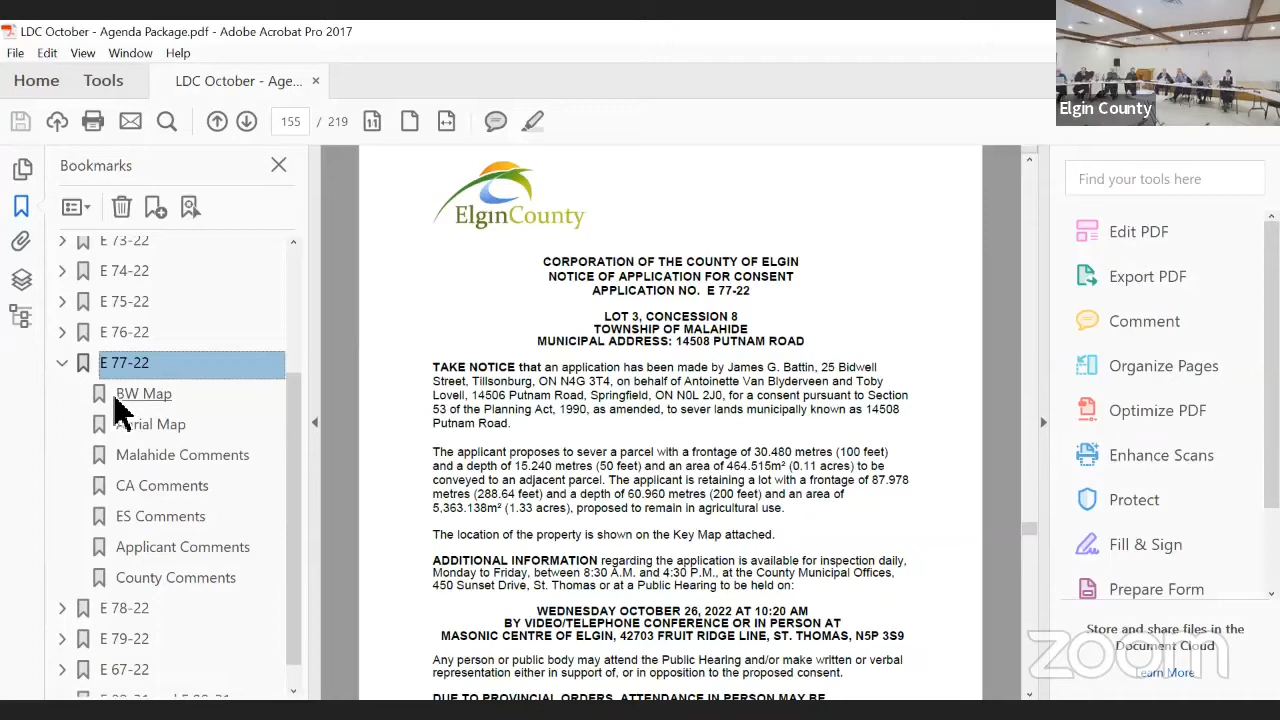 LDC October - Agenda Package.pdf - Adobe Acrobat Pro 2017
File Edit View Window Help
Home Tools LDC October - Age... ×
155 / 219
Elgin County
Bookmarks
E 73-22
E 74-22
E 75-22
E 76-22
E 77-22
BW Map
Aerial Map
Malahide Comments
CA Comments
ES Comments
Applicant Comments
County Comments
E 78-22
E 79-22
E 67-22
ElginCounty
CORPORATION OF THE COUNTY OF ELGIN
NOTICE OF APPLICATION FOR CONSENT
APPLICATION NO. E 77-22
LOT 3, CONCESSION 8
TOWNSHIP OF MALAHIDE
MUNICIPAL ADDRESS: 14508 PUTNAM ROAD
TAKE NOTICE that an application has been made by James G. Battin, 25 Bidwell
Street, Tillsonburg, ON N4G 3T4, on behalf of Antoinette Van Blyderveen and Toby
Lovell, 14506 Putnam Road, Springfield, ON N0L 2J0, for a consent pursuant to Section
53 of the Planning Act, 1990, as amended, to sever lands municipally known as 14508
Putnam Road.
The applicant proposes to sever a parcel with a frontage of 30.480 metres (100 feet)
and a depth of 15.240 metres (50 feet) and an area of 464.515m² (0.11 acres) to be
conveyed to an adjacent parcel. The applicant is retaining a lot with a frontage of 87.978
metres (288.64 feet) and a depth of 60.960 metres (200 feet) and an area of
5,363.138m² (1.33 acres), proposed to remain in agricultural use.
The location of the property is shown on the Key Map attached.
ADDITIONAL INFORMATION regarding the application is available for inspection daily,
Monday to Friday, between 8:30 A.M. and 4:30 P.M., at the County Municipal Offices,
450 Sunset Drive, St. Thomas or at a Public Hearing to be held on:
WEDNESDAY OCTOBER 26, 2022 AT 10:20 AM
BY VIDEO/TELEPHONE CONFERENCE OR IN PERSON AT
MASONIC CENTRE OF ELGIN, 42703 FRUIT RIDGE LINE, ST. THOMAS, N5P 3S9
Any person or public body may attend the Public Hearing and/or make written or verbal
representation either in support of, or in opposition to the proposed consent.
DUE TO PROVINCIAL ORDERS, ATTENDANCE IN PERSON MAY BE
Find your tools here
Edit PDF
Export PDF
Comment
Organize Pages
Optimize PDF
Enhance Scans
Protect
Fill & Sign
Prepare Form
Store and share files in the
Document Cloud
Learn More
zoom